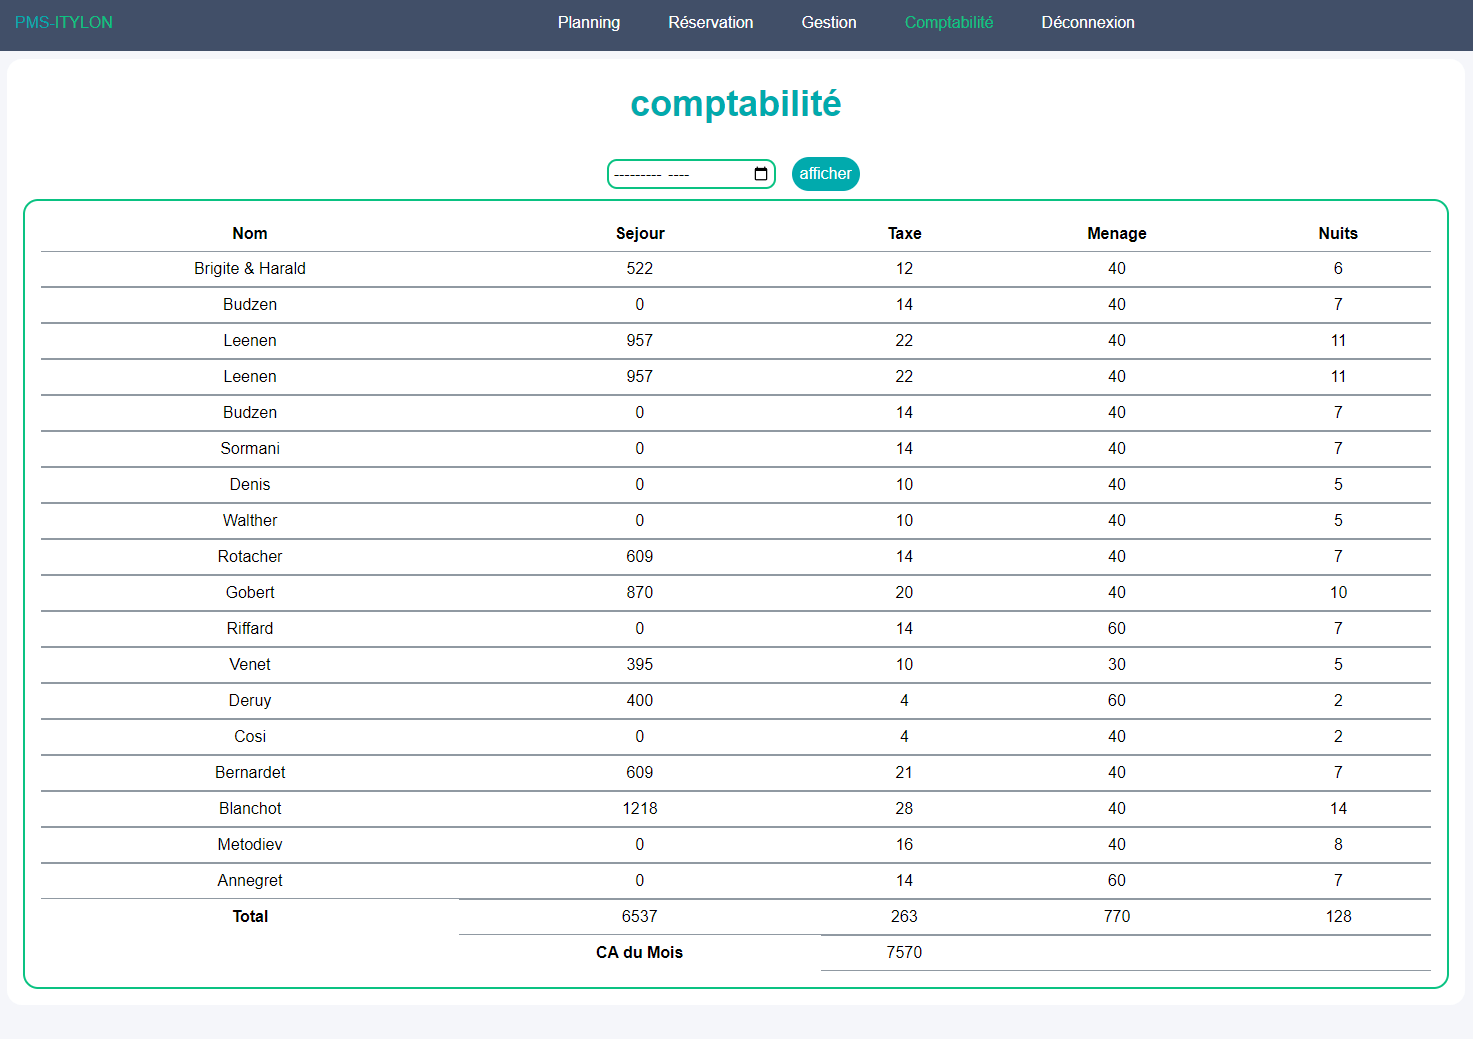 PMS-ITYLON Planning Réservation Gestion Comptabilité Déconnexion
comptabilité
--------- ---- afficher
Nom Sejour Taxe Menage Nuits
Brigite & Harald 522 12 40 6
Budzen 0 14 40 7
Leenen 957 22 40 11
Leenen 957 22 40 11
Budzen 0 14 40 7
Sormani 0 14 40 7
Denis 0 10 40 5
Walther 0 10 40 5
Rotacher 609 14 40 7
Gobert 870 20 40 10
Riffard 0 14 60 7
Venet 395 10 30 5
Deruy 400 4 60 2
Cosi 0 4 40 2
Bernardet 609 21 40 7
Blanchot 1218 28 40 14
Metodiev 0 16 40 8
Annegret 0 14 60 7
Total 6537 263 770 128
CA du Mois 7570